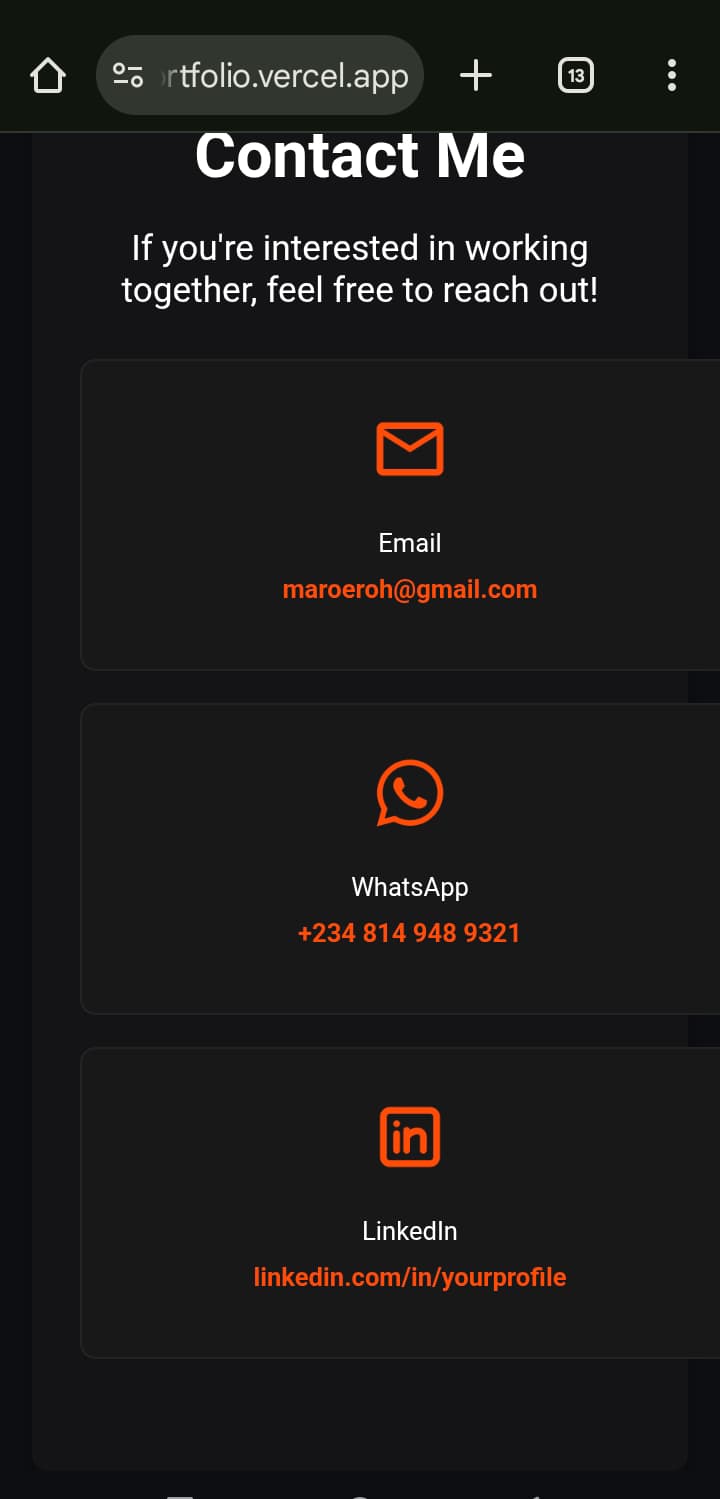 rtfolio.vercel.app
13
Contact Me
If you're interested in working
together, feel free to reach out!
Email
maroeroh@gmail.com
WhatsApp
+234 814 948 9321
in
LinkedIn
linkedin.com/in/yourprofile